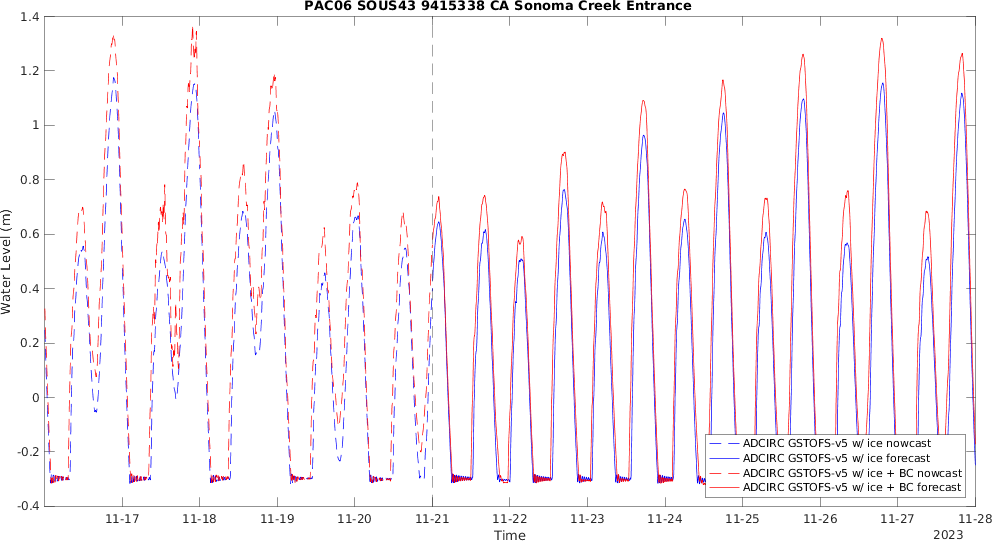 PAC06 SOUS43 9415338 CA Sonoma Creek Entrance
1.4
1.2
1
0.8
0.6
0.4
0.2
0
-0.2
-0.4
Water Level (m)
ADCIRC GSTOFS-v5 w/ ice nowcast
ADCIRC GSTOFS-v5 w/ ice forecast
ADCIRC GSTOFS-v5 w/ ice + BC nowcast
ADCIRC GSTOFS-v5 w/ ice + BC forecast
11-17 11-18 11-19 11-20 11-21 11-22 11-23 11-24 11-25 11-26 11-27 11-28
Time
2023